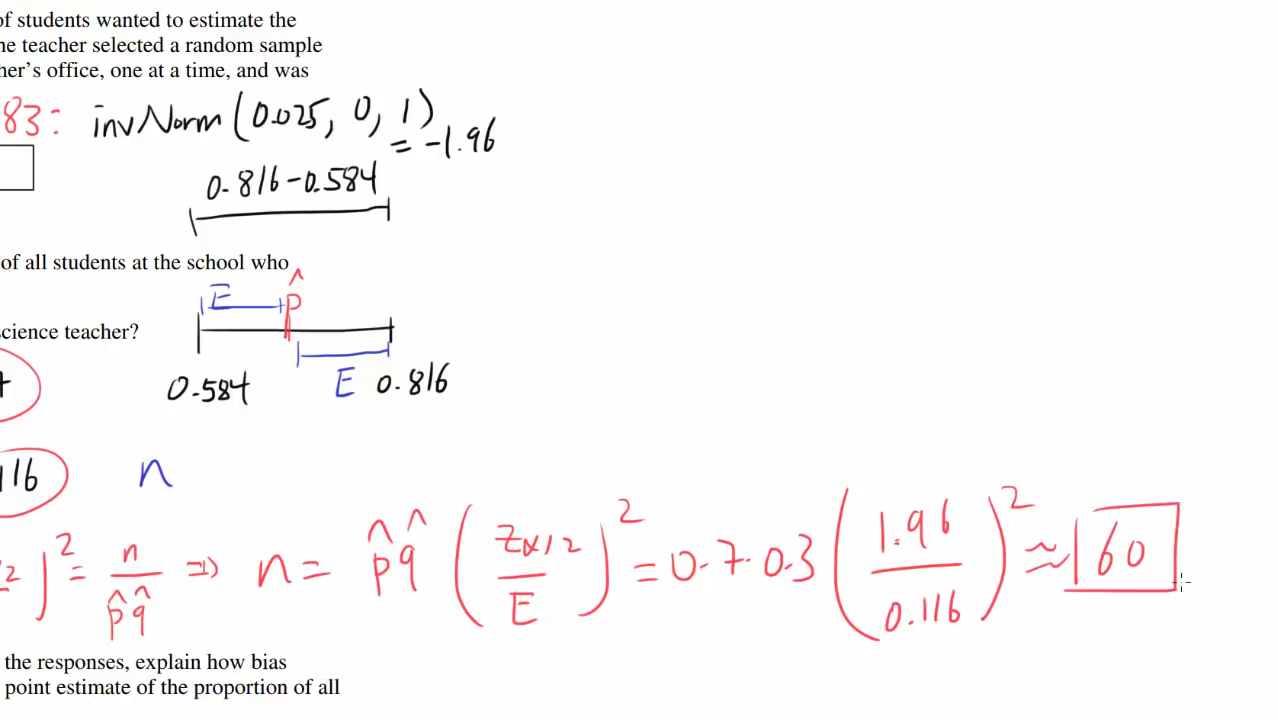 of students wanted to estimate the
ne teacher selected a random sample
her's office, one at a time, and was
83: invNorm(0.025, 0, 1)
= -1.96
0.816-0.584
of all students at the school who
E p̂
science teacher?
0.584 E 0.816
116 n
2)² = n/p̂q̂ ⇒ n = p̂q̂ (Zα/2/E)² = 0.7·0.3 (1.96/0.116)² ≈ 60
the responses, explain how bias
point estimate of the proportion of all